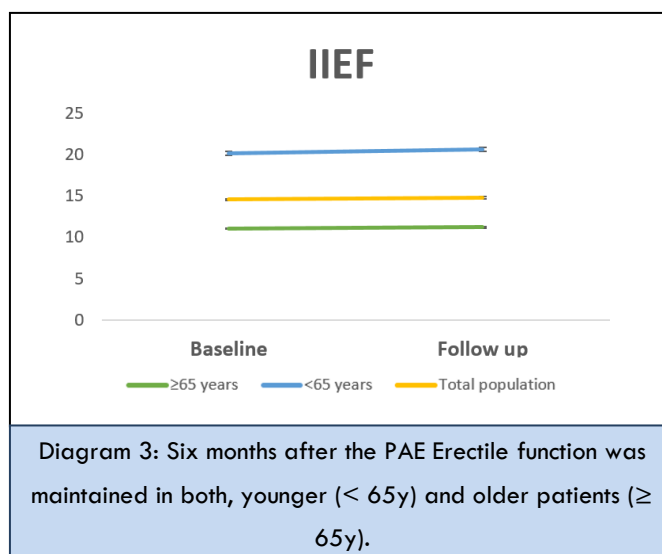 IIEF
25
20
15
10
5
0
Baseline Follow up
≥65 years <65 years Total population
Diagram 3: Six months after the PAE Erectile function was
maintained in both, younger (< 65y) and older patients (≥
65y).